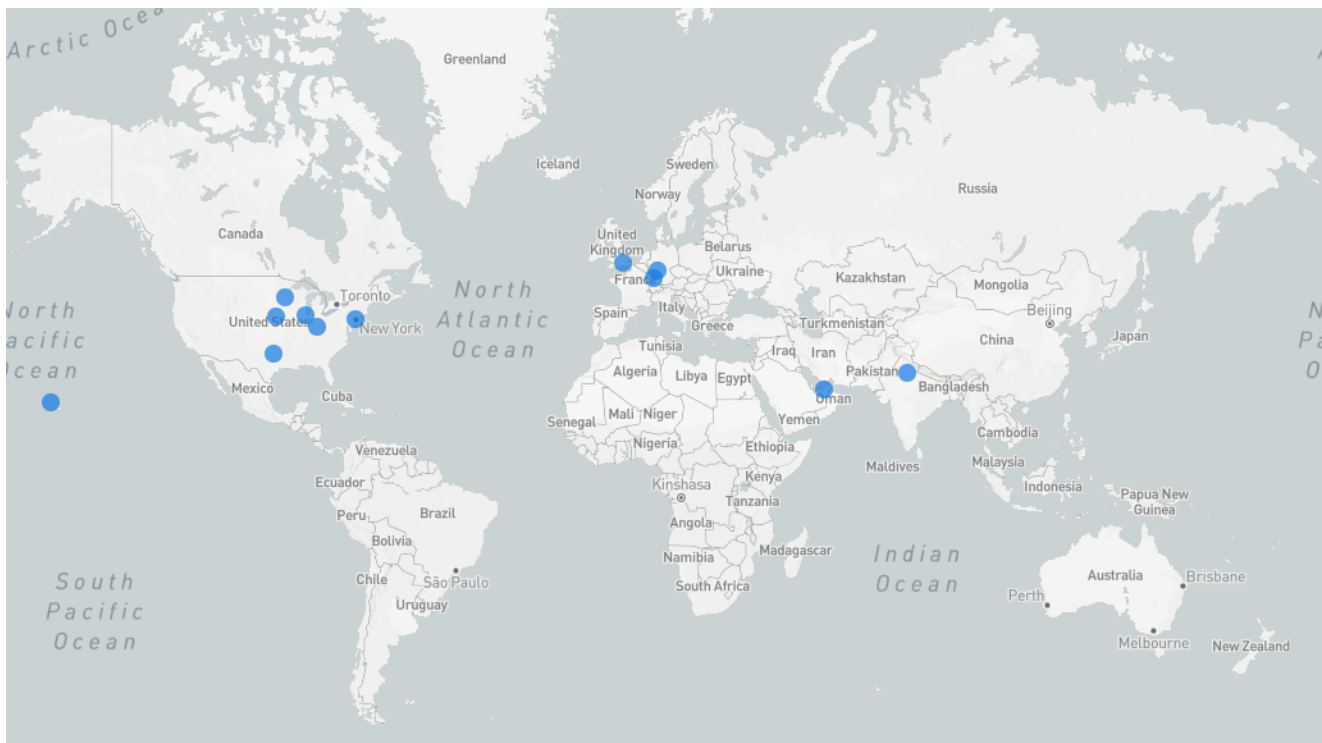 Arctic Ocea
Greenland
Iceland
Sweden
Norway
Russia
Canada
United
Kingdom
Belarus
Ukraine
Kazakhstan
Mongolia
France
Italy
Spain
Greece
Turkmenistan
Beijing
China
Japan
North
Atlantic
Ocean
North
acific
cean
Toronto
United States
New York
Tunisia
Iraq
Iran
Pakistan
Bangladesh
Algeria
Libya
Egypt
Oman
Yemen
Mexico
Cuba
Senegal
Mali
Niger
Nigeria
Ethiopia
Kenya
Tanzania
Kinshasa
Angola
Namibia
South Africa
Madagascar
Maldives
Cambodia
Malaysia
Indonesia
Papua New
Guinea
Venezuela
Ecuador
Peru
Brazil
Bolivia
Chile
São Paulo
Uruguay
South
Pacific
Ocean
Indian
Ocean
Australia
Brisbane
Perth
Melbourne
New Zealand
N
Pa
O